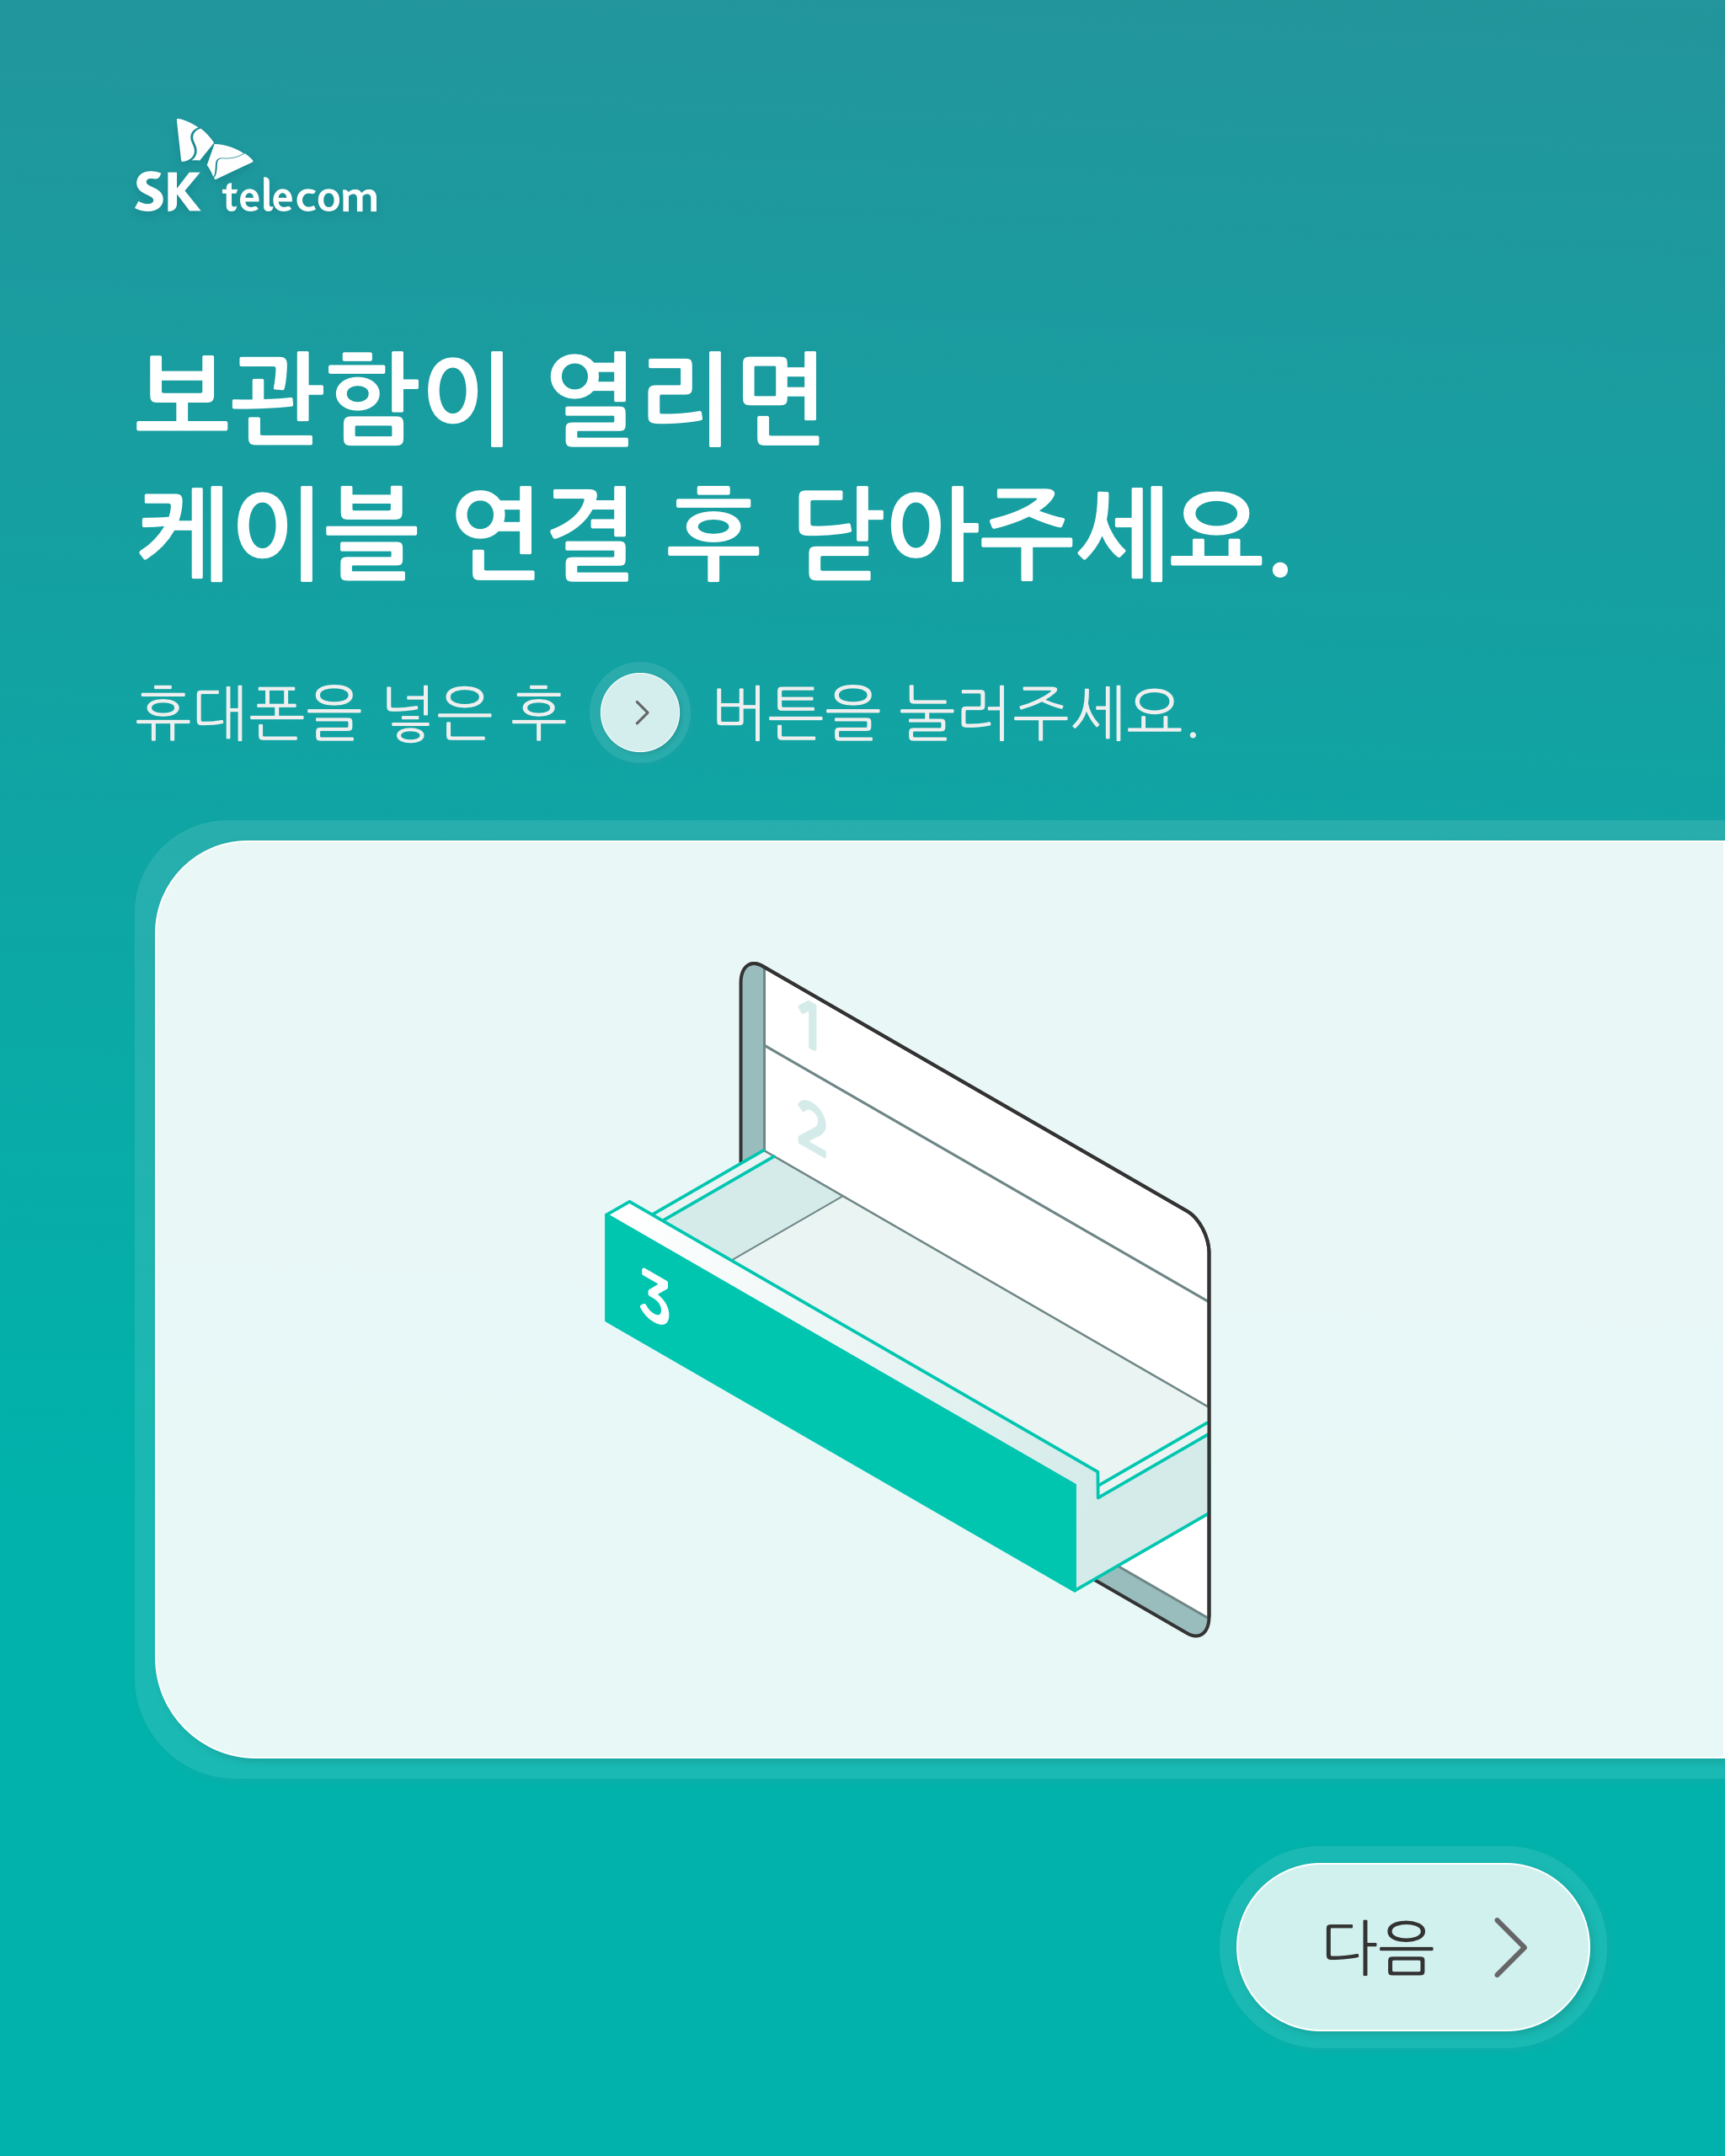 SK telecom
보관함이 열리면
케이블 연결 후 닫아주세요.
휴대폰을 넣은 후 > 버튼을 눌러주세요.
1
2
3
다음 >